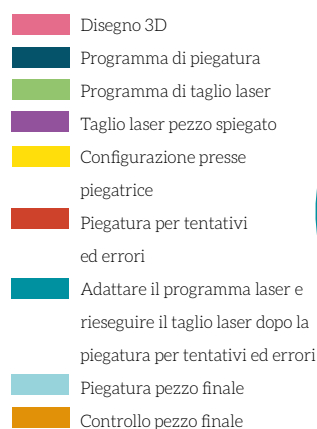 Disegno 3D
Programma di piegatura
Programma di taglio laser
Taglio laser pezzo spiegato
Configurazione presse
piegatrice
Piegatura per tentativi
ed errori
Adattare il programma laser e
rieseguire il taglio laser dopo la
piegatura per tentativi ed errori
Piegatura pezzo finale
Controllo pezzo finale